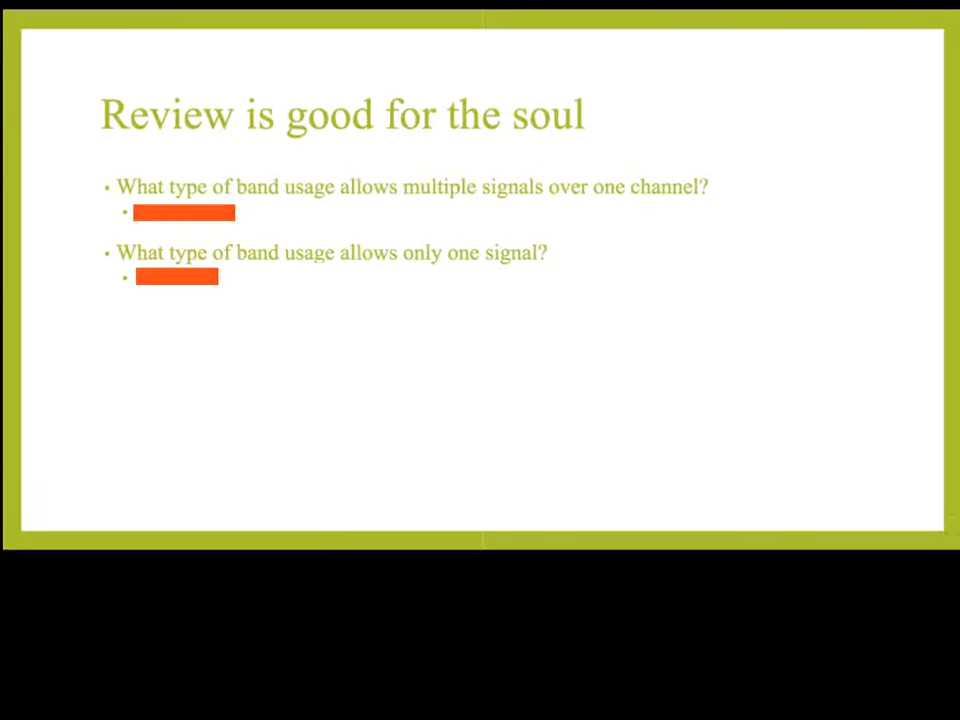 Review is good for the soul
• What type of band usage allows multiple signals over one channel?
• What type of band usage allows only one signal?